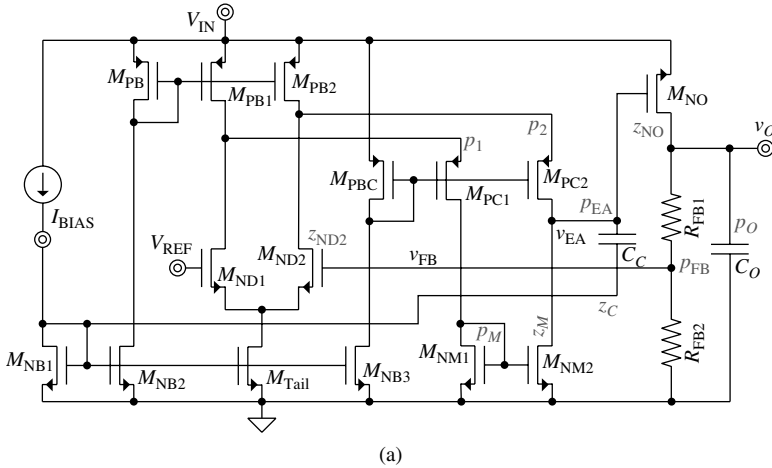 V_IN
M_PB
M_PB1
M_PB2
M_NO
z_NO
v_O
p_1
p_2
I_BIAS
M_PBC
M_PC1
M_PC2
p_EA
R_FB1
V_REF
M_ND1
M_ND2
z_ND2
v_FB
v_EA
C_C
p_FB
p_O
C_O
z_C
M_NB1
M_NB2
M_Tail
M_NB3
M_NM1
p_M
z_M
M_NM2
R_FB2
(a)